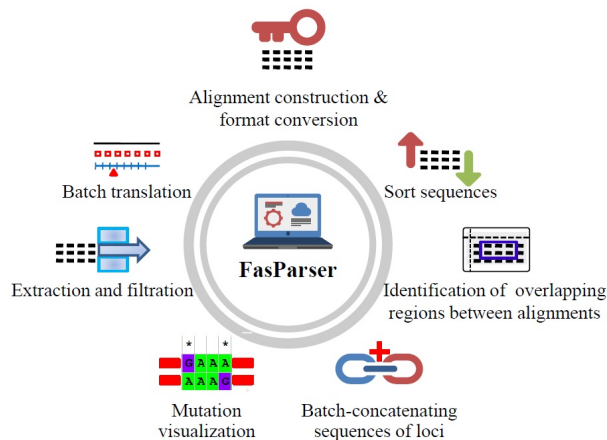 Alignment construction &
format conversion
Batch translation
Sort sequences
FasParser
Extraction and filtration
Identification of overlapping
regions between alignments
* *
G A A A
A A A G
Mutation
visualization
Batch-concatenating
sequences of loci